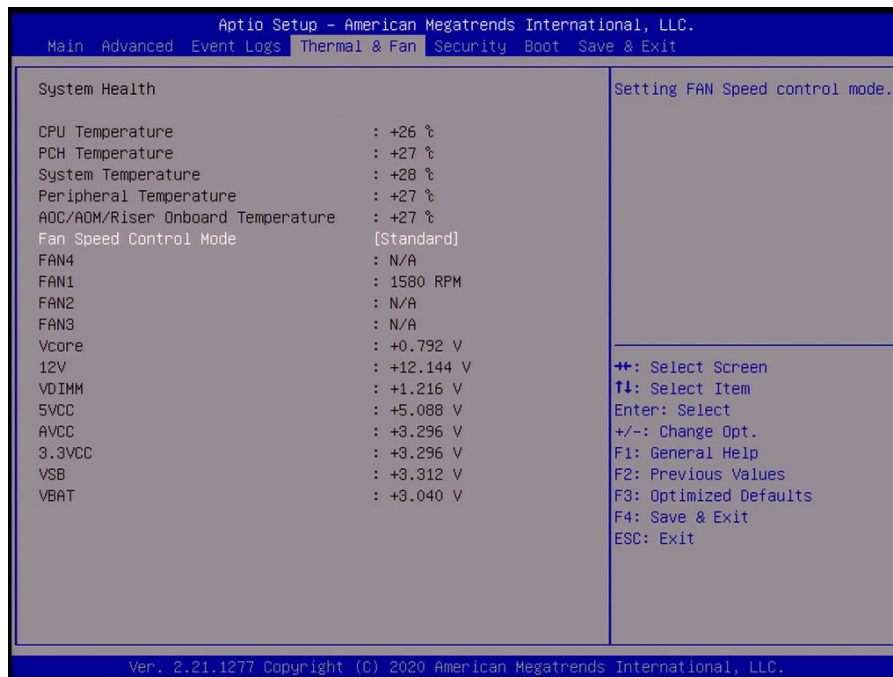 Aptio Setup – American Megatrends International, LLC.
Main Advanced Event Logs Thermal & Fan Security Boot Save & Exit
System Health
CPU Temperature : +26 ℃
PCH Temperature : +27 ℃
System Temperature : +28 ℃
Peripheral Temperature : +27 ℃
AOC/AOM/Riser Onboard Temperature : +27 ℃
Fan Speed Control Mode [Standard]
FAN4 : N/A
FAN1 : 1580 RPM
FAN2 : N/A
FAN3 : N/A
Vcore : +0.792 V
12V : +12.144 V
VDIMM : +1.216 V
5VCC : +5.088 V
AVCC : +3.296 V
3.3VCC : +3.296 V
VSB : +3.312 V
VBAT : +3.040 V
Setting FAN Speed control mode.
→←: Select Screen
↑↓: Select Item
Enter: Select
+/-: Change Opt.
F1: General Help
F2: Previous Values
F3: Optimized Defaults
F4: Save & Exit
ESC: Exit
Ver. 2.21.1277 Copyright (C) 2020 American Megatrends International, LLC.